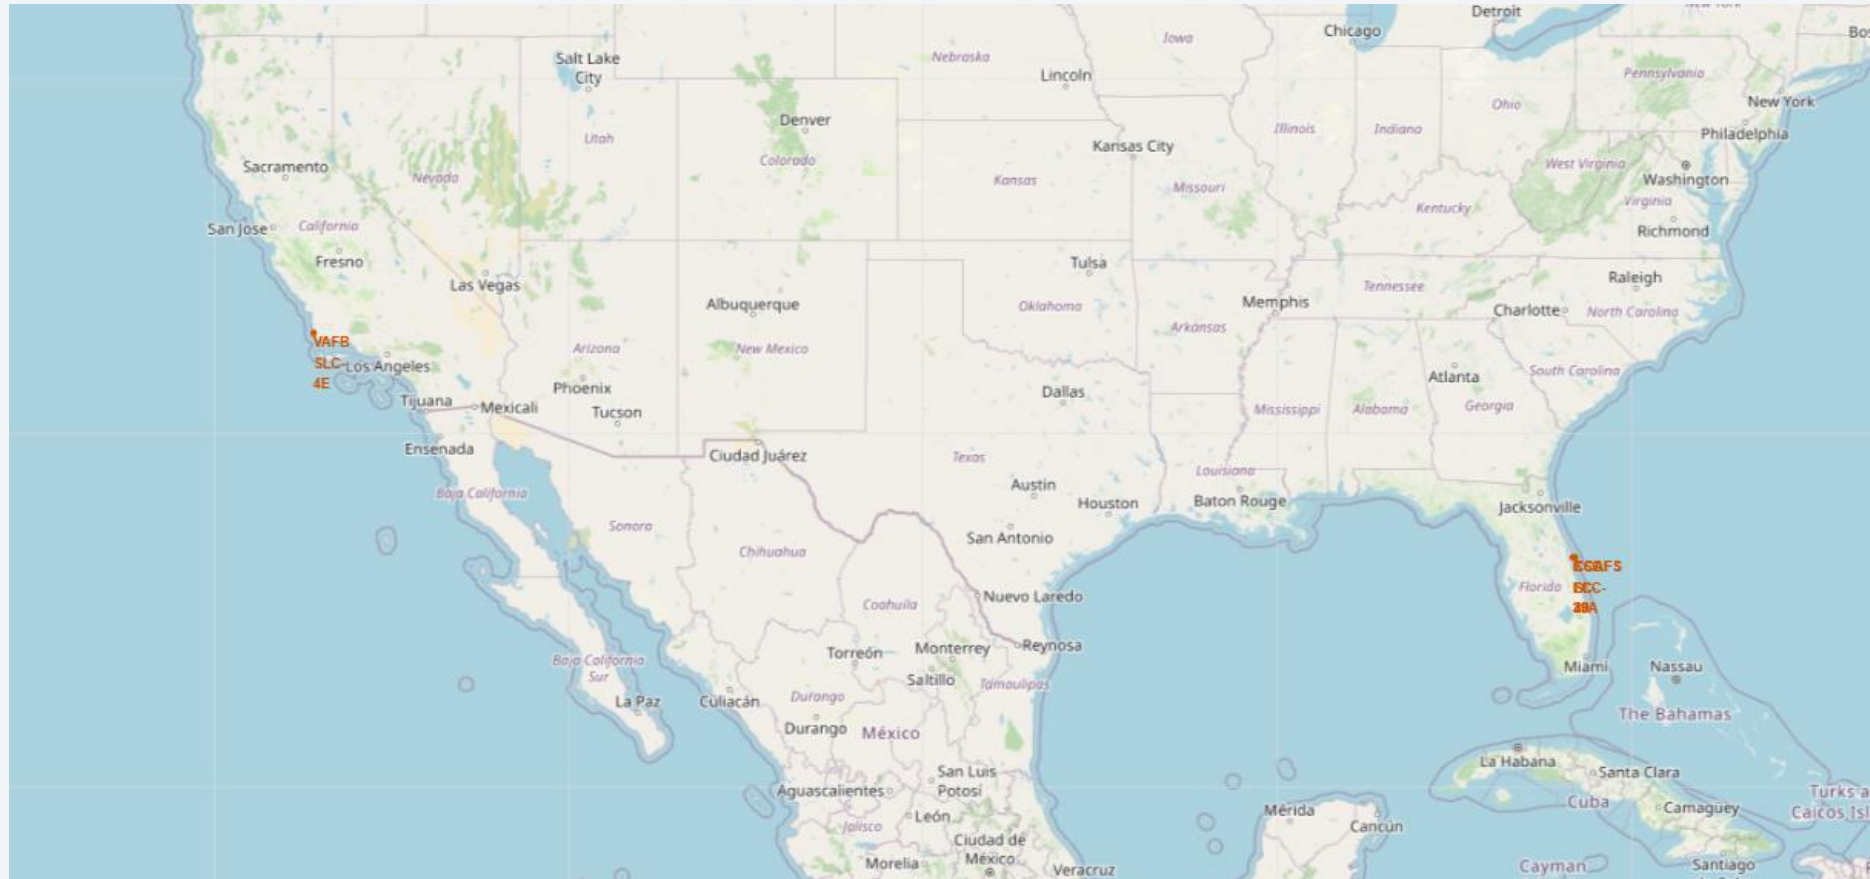 New York
Detroit
Chicago
Bos
Iowa
Salt Lake
City
Nebraska
Lincoln
Pennsylvania
New York
Ohio
Denver
Illinois
Indiana
Philadelphia
Utah
Kansas City
Colorado
West Virginia
Sacramento
Nevada
Kansas
Missouri
Washington
Virginia
Kentucky
San Jose
California
Richmond
Fresno
Tulsa
Las Vegas
Raleigh
Tennessee
Albuquerque
Oklahoma
Memphis
Charlotte
North Carolina
Arkansas
VAFB
SLC-
4E
Los Angeles
Arizona
New Mexico
South Carolina
Atlanta
Phoenix
Dallas
Tijuana
Mexicali
Tucson
Mississippi
Alabama
Georgia
Ensenada
Ciudad Juárez
Texas
Louisiana
Baja California
Austin
Houston
Baton Rouge
Jacksonville
Sonora
San Antonio
Chihuahua
Florida
Nuevo Laredo
Coahuila
Reynosa
Torreón
Monterrey
Baja California
Sur
Saltillo
Tamaulipas
Miami
Nassau
La Paz
Culiacán
Durango
Durango
México
The Bahamas
La Habana
Santa Clara
San Luis
Potosí
Aguascalientes
Turks a
Caicos Isl
Cuba
Camagüey
Mérida
Cancún
León
Jalisco
Ciudad de
México
Morelia
Veracruz
Cayman
Santiago